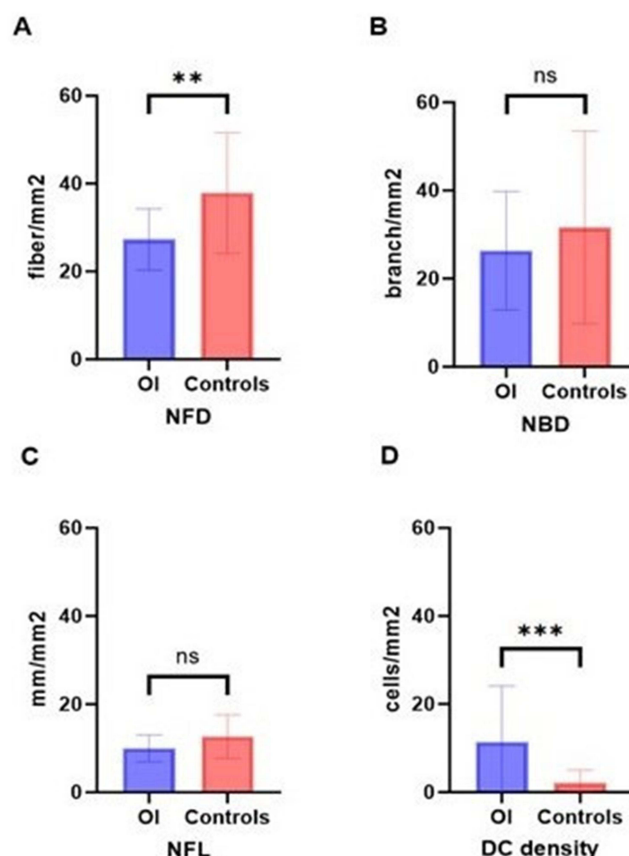 A
**
60
40
20
0
fiber/mm2
OI
Controls
NFD
B
ns
60
40
20
0
branch/mm2
OI
Controls
NBD
C
ns
60
40
20
0
mm/mm2
OI
Controls
NFL
D
***
60
40
20
0
cells/mm2
OI
Controls
DC density